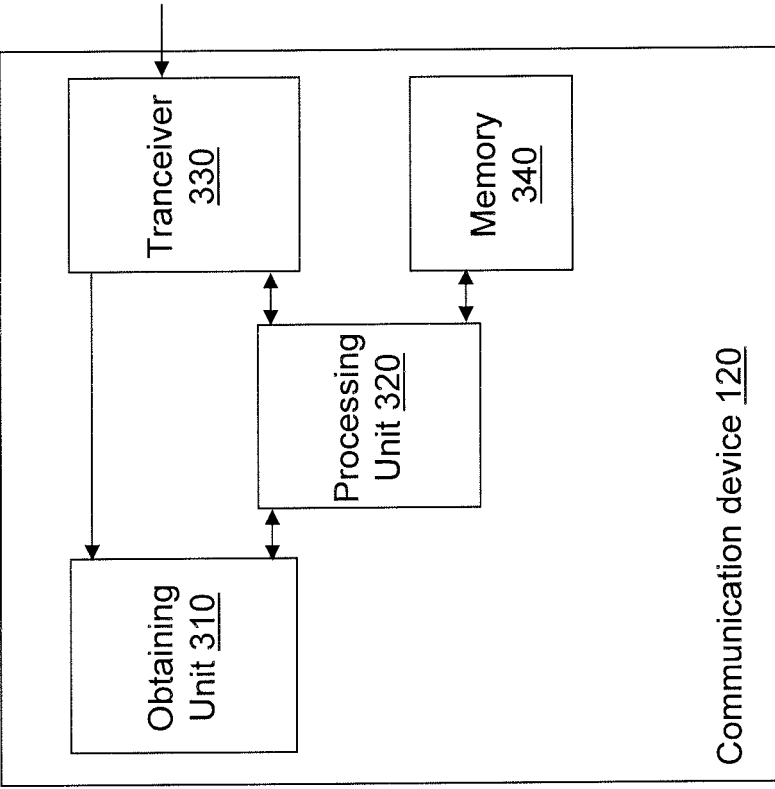 Obtaining
Unit 310
Processing
Unit 320
Tranceiver
330
Memory
340
Communication device 120